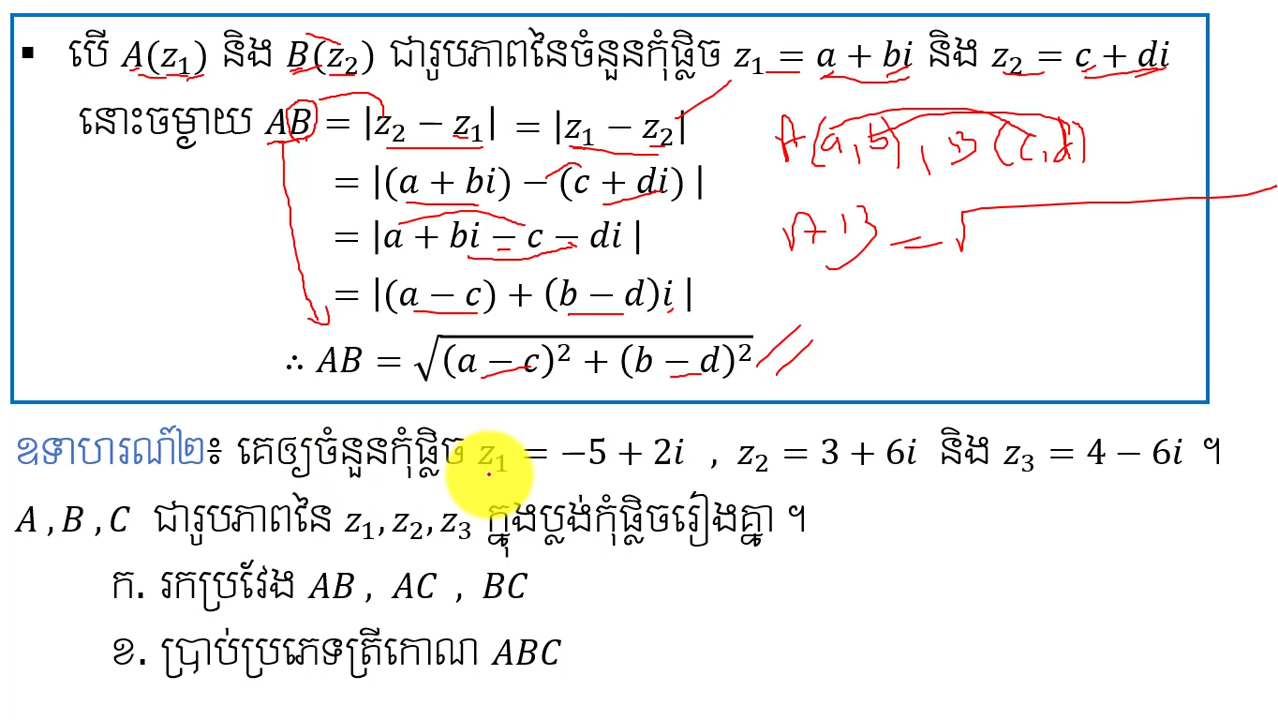 ▪ បើ A(z₁) និង B(z₂) ជារូបភាពនៃចំនួនកុំផ្លិច z₁ = a + bi និង z₂ = c + di
នោះចម្ងាយ AB = |z₂ − z₁| = |z₁ − z₂|
= |(a + bi) − (c + di) |
= |a + bi − c − di |
= |(a − c) + (b − d)i |
∴ AB = √(a − c)² + (b − d)²
A(a, b), B(c, d)
AB = √
ឧទាហរណ៍២៖ គេឲ្យចំនួនកុំផ្លិច z₁ = −5 + 2i , z₂ = 3 + 6i និង z₃ = 4 − 6i ។
A , B , C ជារូបភាពនៃ z₁, z₂, z₃ ក្នុងប្លង់កុំផ្លិចរៀងគ្នា ។
ក. រកប្រវែង AB , AC , BC
ខ. ប្រាប់ប្រភេទត្រីកោណ ABC